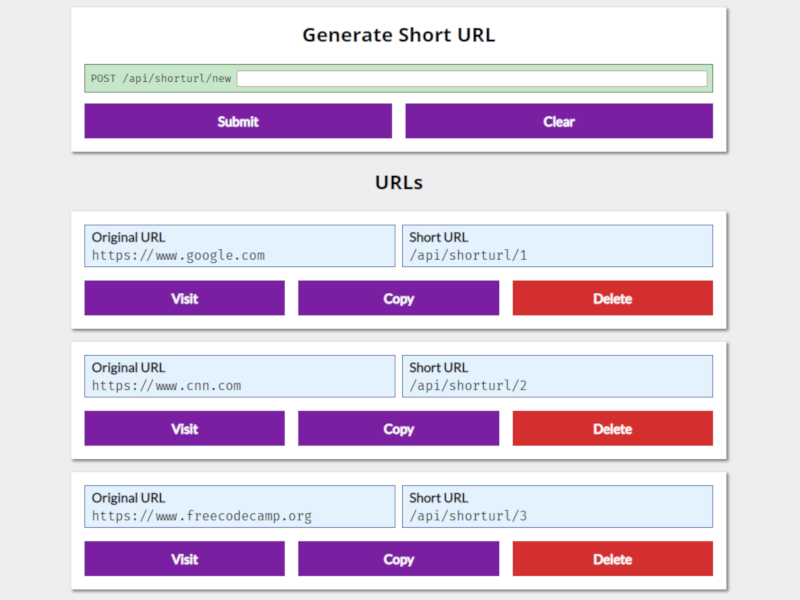 Generate Short URL
POST /api/shorturl/new
Submit Clear
URLs
Original URL Short URL
https://www.google.com /api/shorturl/1
Visit Copy Delete
Original URL Short URL
https://www.cnn.com /api/shorturl/2
Visit Copy Delete
Original URL Short URL
https://www.freecodecamp.org /api/shorturl/3
Visit Copy Delete